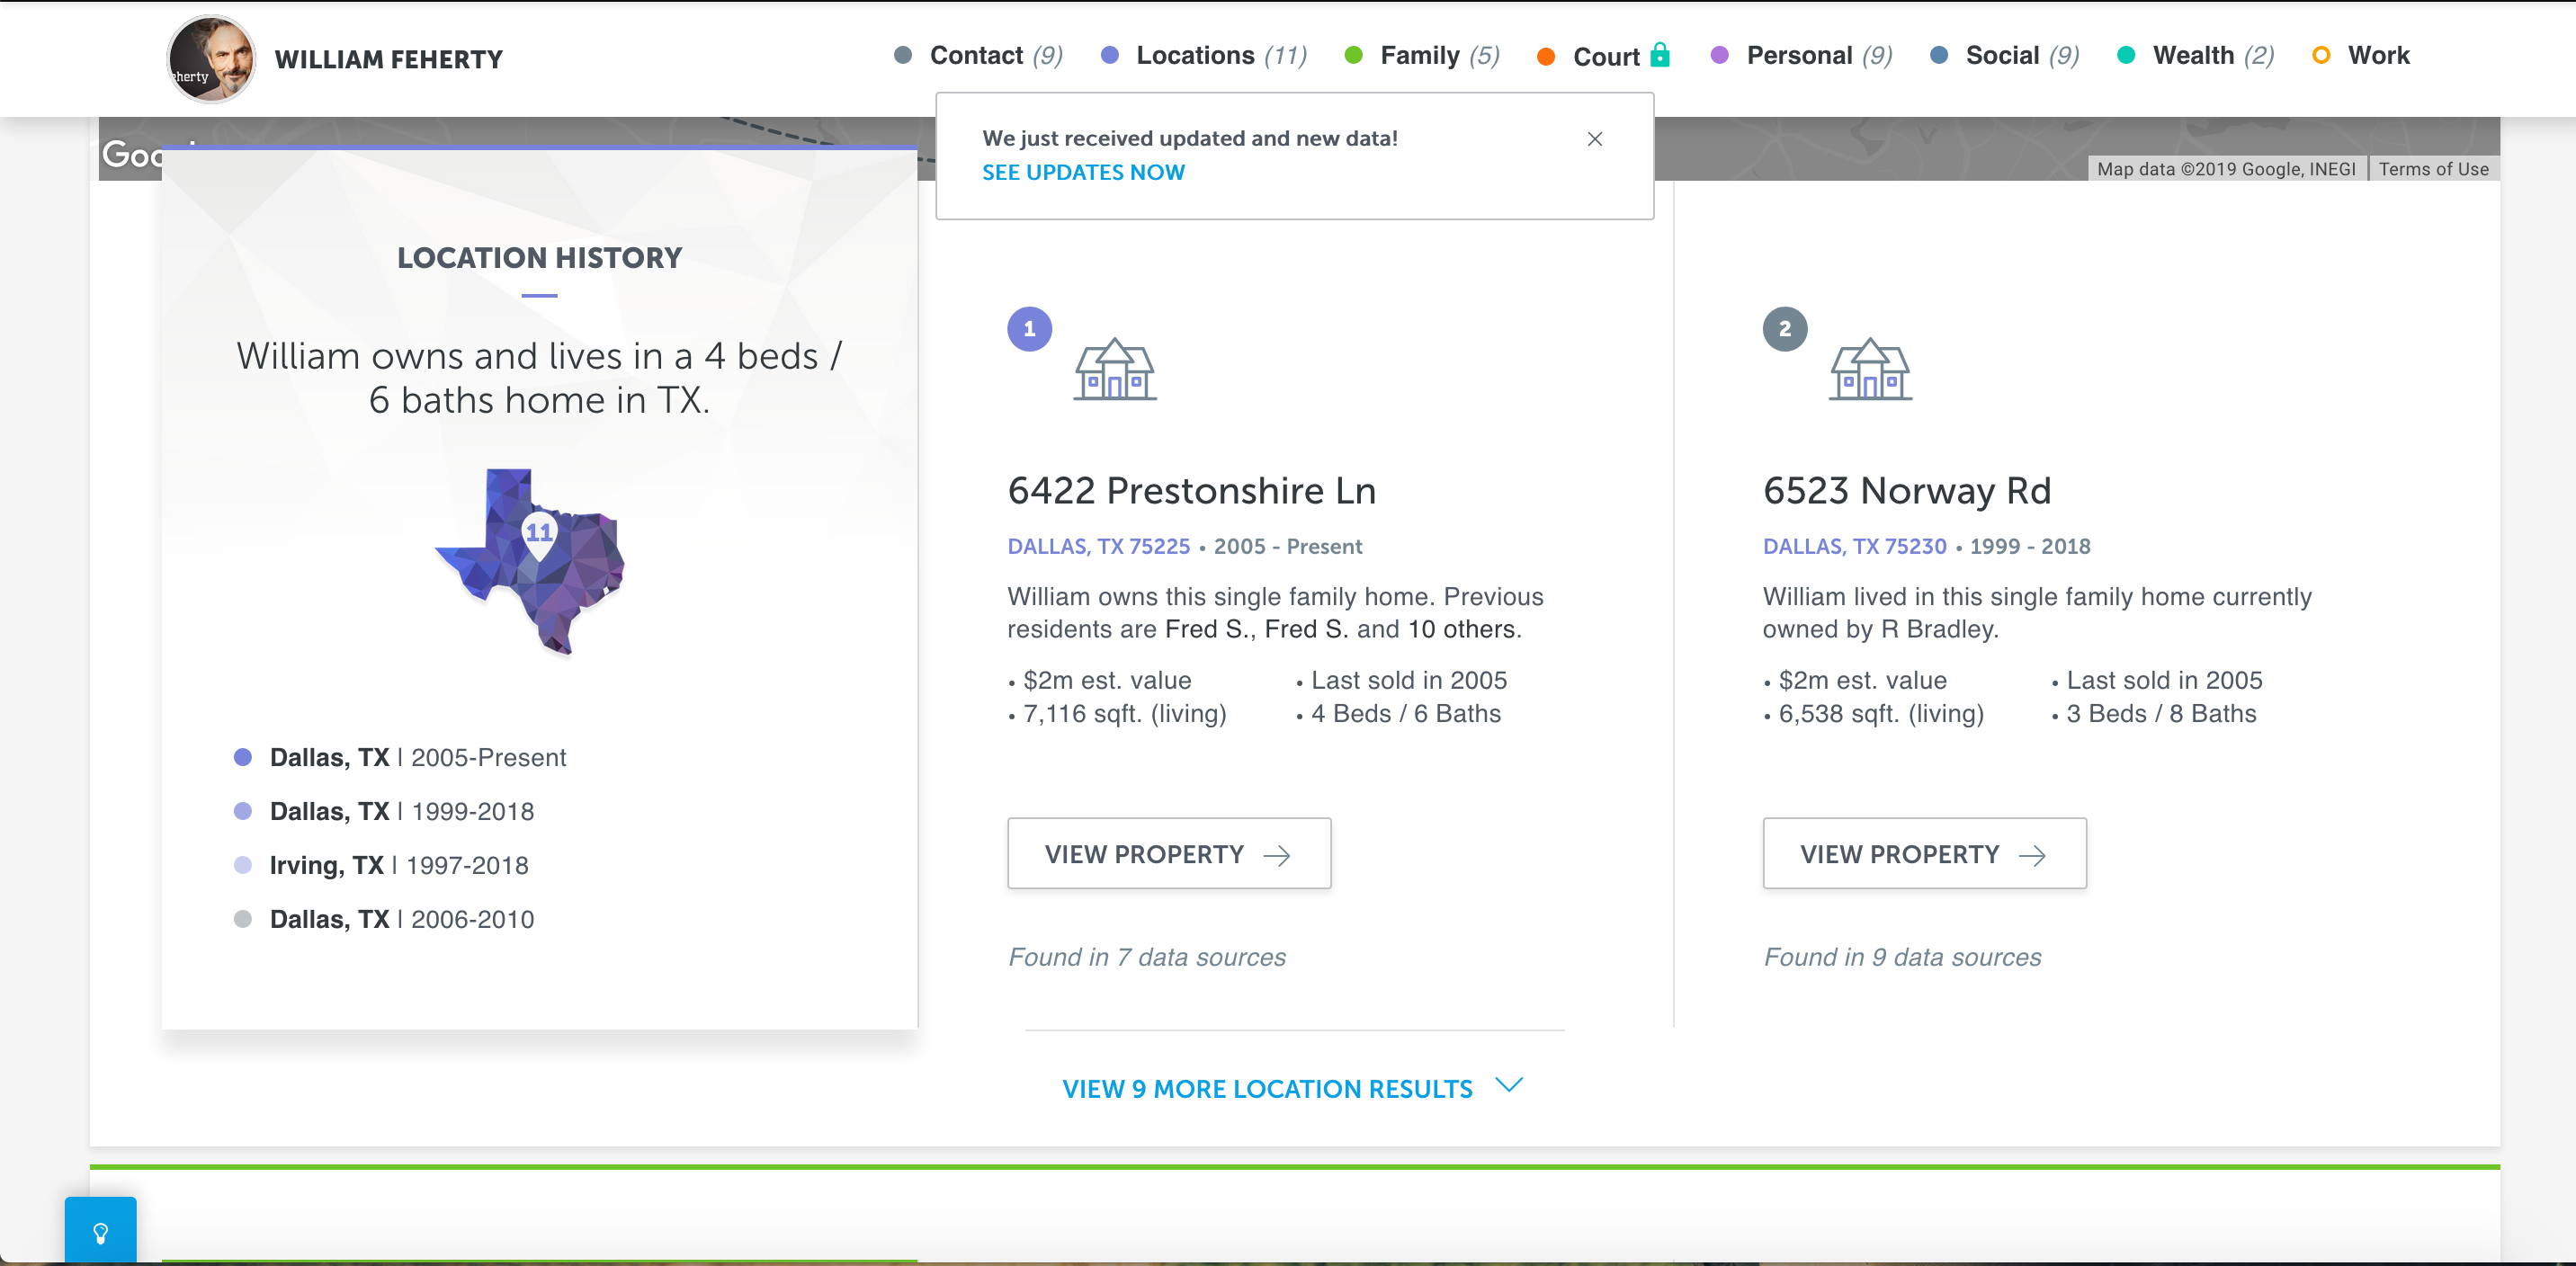 eherty
WILLIAM FEHERTY
Contact (9)
Locations (11)
Family (5)
Court
Personal (9)
Social (9)
Wealth (2)
Work
We just received updated and new data!
SEE UPDATES NOW
Map data ©2019 Google, INEGI
Terms of Use
LOCATION HISTORY
William owns and lives in a 4 beds /
6 baths home in TX.
11
Dallas, TX | 2005-Present
Dallas, TX | 1999-2018
Irving, TX | 1997-2018
Dallas, TX | 2006-2010
1
6422 Prestonshire Ln
DALLAS, TX 75225 • 2005 - Present
William owns this single family home. Previous
residents are Fred S., Fred S. and 10 others.
• $2m est. value
• Last sold in 2005
• 7,116 sqft. (living)
• 4 Beds / 6 Baths
VIEW PROPERTY
Found in 7 data sources
2
6523 Norway Rd
DALLAS, TX 75230 • 1999 - 2018
William lived in this single family home currently
owned by R Bradley.
• $2m est. value
• Last sold in 2005
• 6,538 sqft. (living)
• 3 Beds / 8 Baths
VIEW PROPERTY
Found in 9 data sources
VIEW 9 MORE LOCATION RESULTS